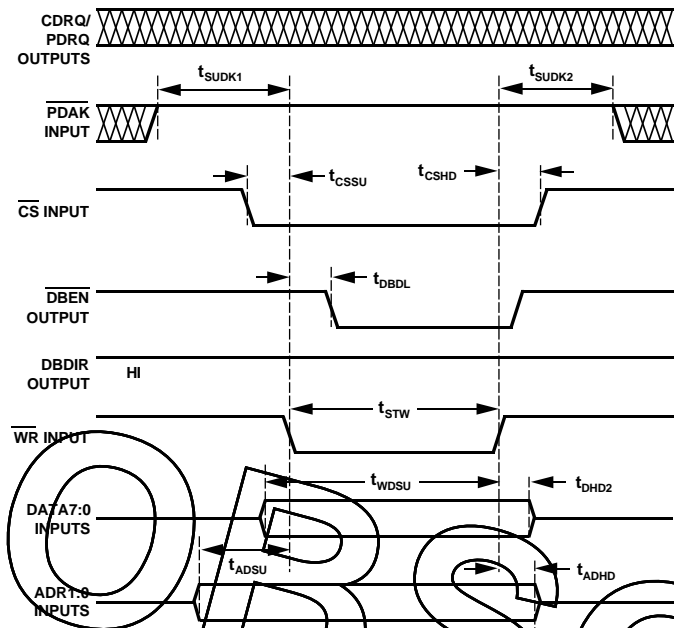 CDRQ/
PDRQ
OUTPUTS
tSUDK1
tSUDK2
PDAK
INPUT
tCSSU
tCSHD
CS INPUT
tDBDL
DBEN
OUTPUT
DBDIR
OUTPUT
HI
tSTW
WR INPUT
tWDSU
tDHD2
DATA7:0
INPUTS
tADSU
tADHD
ADR1:0
INPUTS
OBS